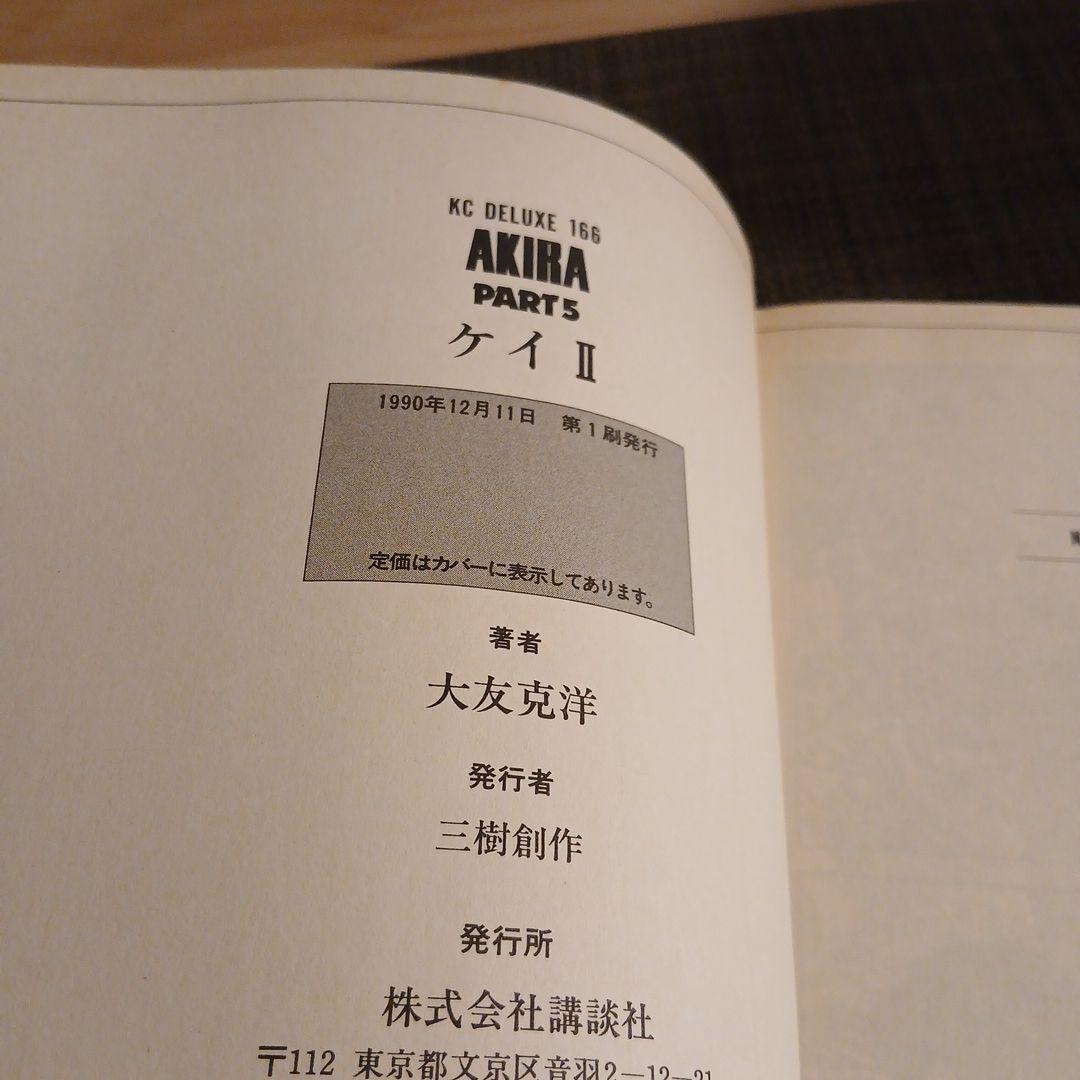 KC DELUXE 166
AKIRA
PART5
ケイ II
1990年12月11日 第1刷発行
定価はカバーに表示してあります。
著者
大友克洋
発行者
三樹創作
発行所
株式会社講談社
〒112 東京都文京区音羽2―12―21